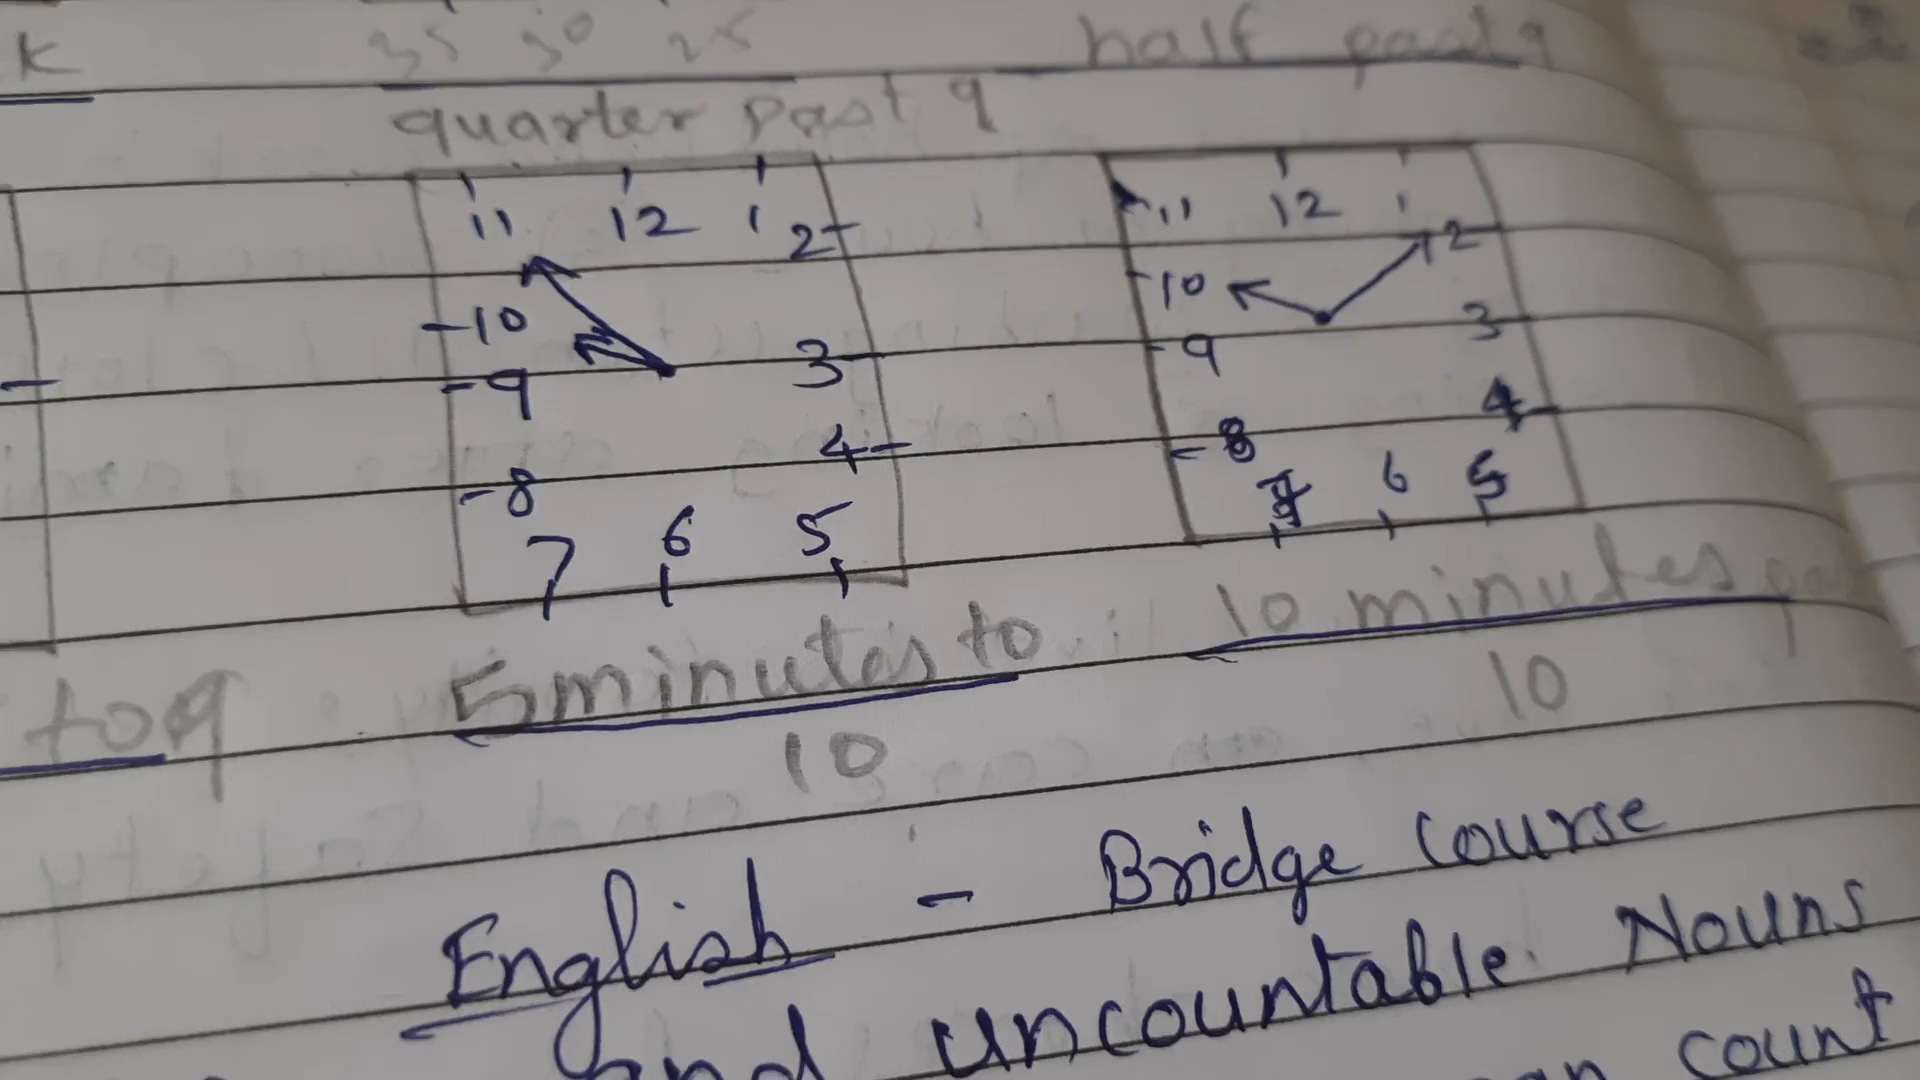 K 35 30 25 half past 9
quarter past 9
11 12 1 2 11 12 1 2
10 10
9 3 9 3
8 4 8 4
7 6 5 7 6 5
to 9 5 minutes to 10 minutes
10 10
English - Bridge Course
and uncountable. Nouns
count